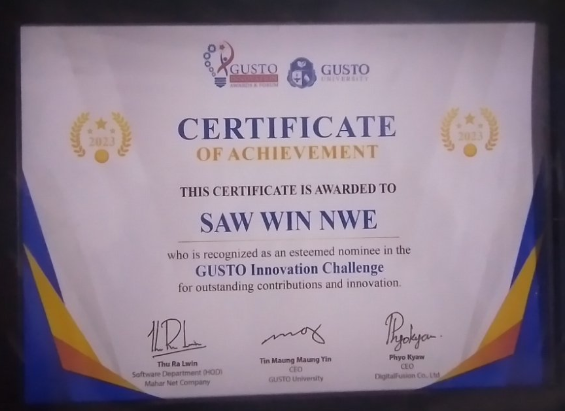 GUSTO
GUSTO
UNIVERSITY
2023
2023
CERTIFICATE
OF ACHIEVEMENT
THIS CERTIFICATE IS AWARDED TO
SAW WIN NWE
who is recognized as an esteemed nominee in the
GUSTO Innovation Challenge
for outstanding contributions and innovation.
Thu Ra Lwin
Software Department (HOD)
Mahar Net Company
Tin Maung Maung Yin
CEO
GUSTO University
Phyo Kyaw
CEO
DigitalFusion Co., Ltd